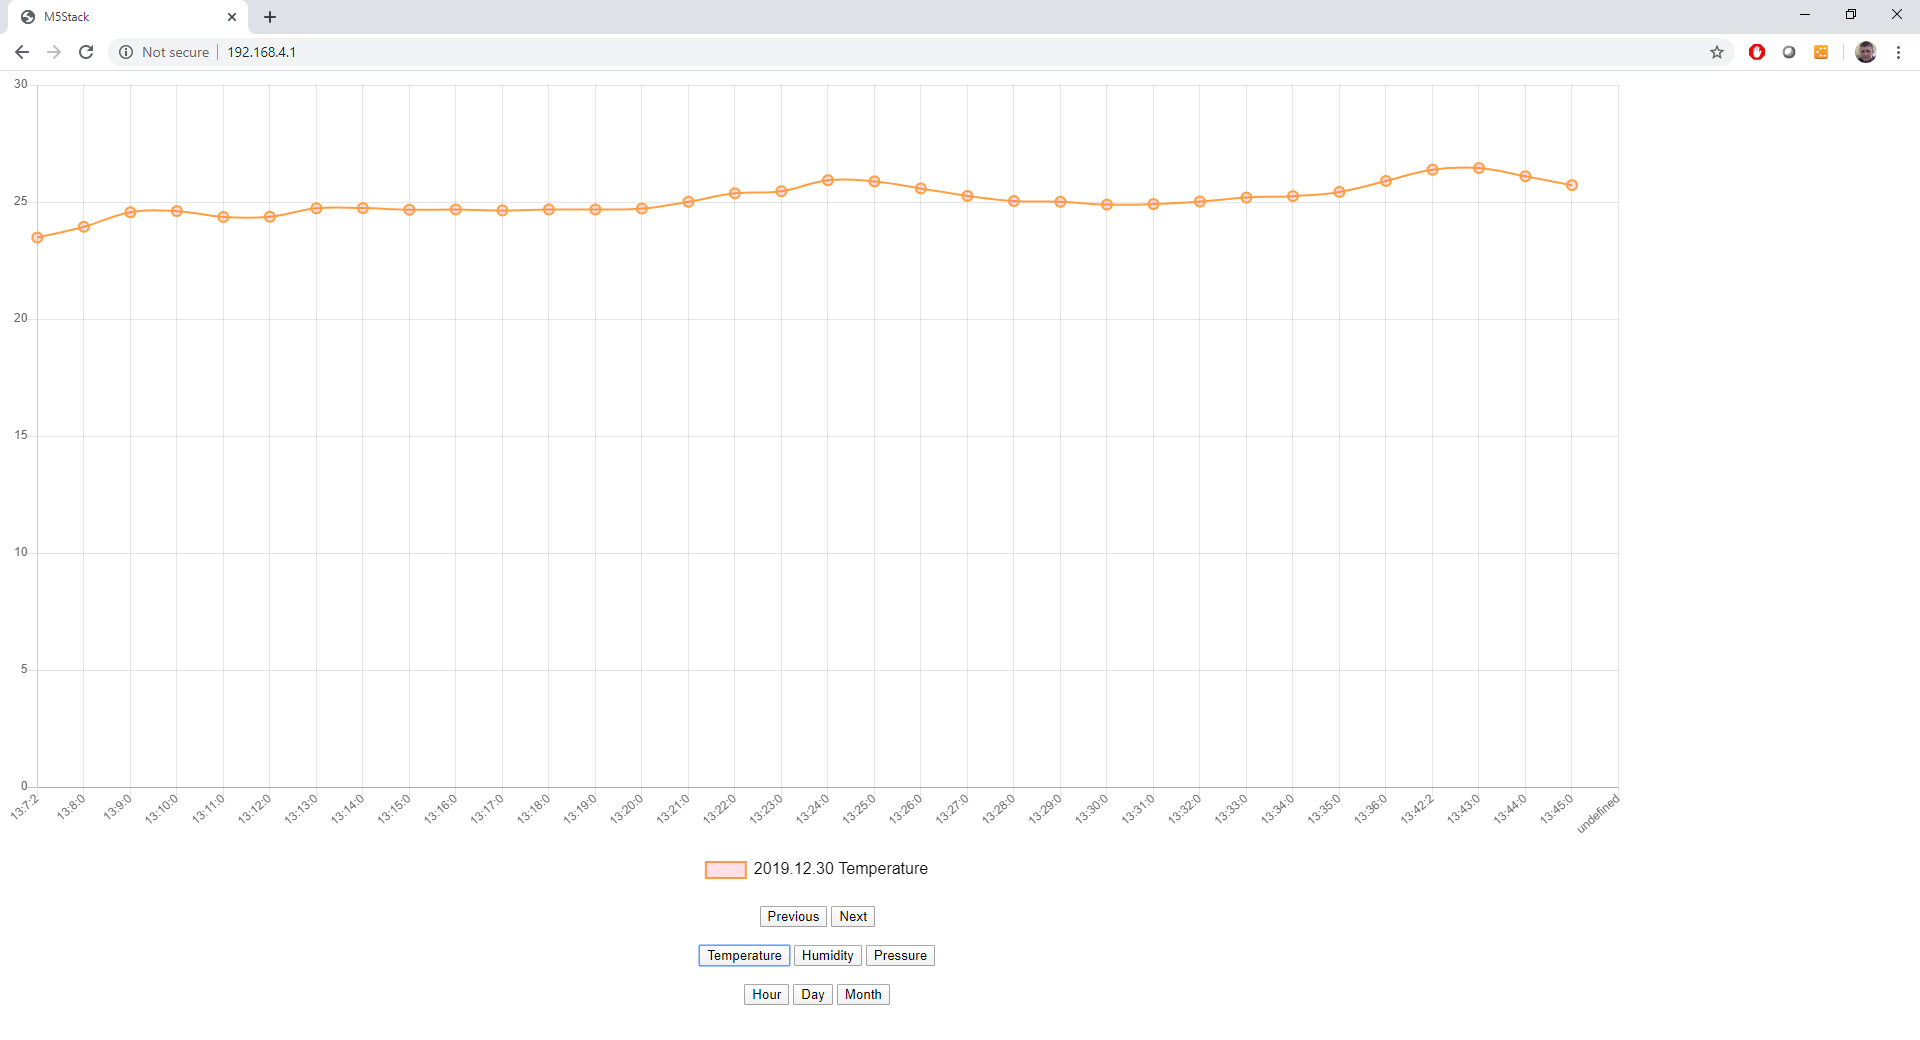 M5Stack
Not secure 192.168.4.1
30
25
20
15
10
5
0
13:7:2 13:8:0 13:9:0 13:10:0 13:11:0 13:12:0 13:13:0 13:14:0 13:15:0 13:16:0 13:17:0 13:18:0 13:19:0 13:20:0 13:21:0 13:22:0 13:23:0 13:24:0 13:25:0 13:26:0 13:27:0 13:28:0 13:29:0 13:30:0 13:31:0 13:32:0 13:33:0 13:34:0 13:35:0 13:36:0 13:42:2 13:43:0 13:44:0 13:45:0 undefined
2019.12.30 Temperature
Previous Next
Temperature Humidity Pressure
Hour Day Month